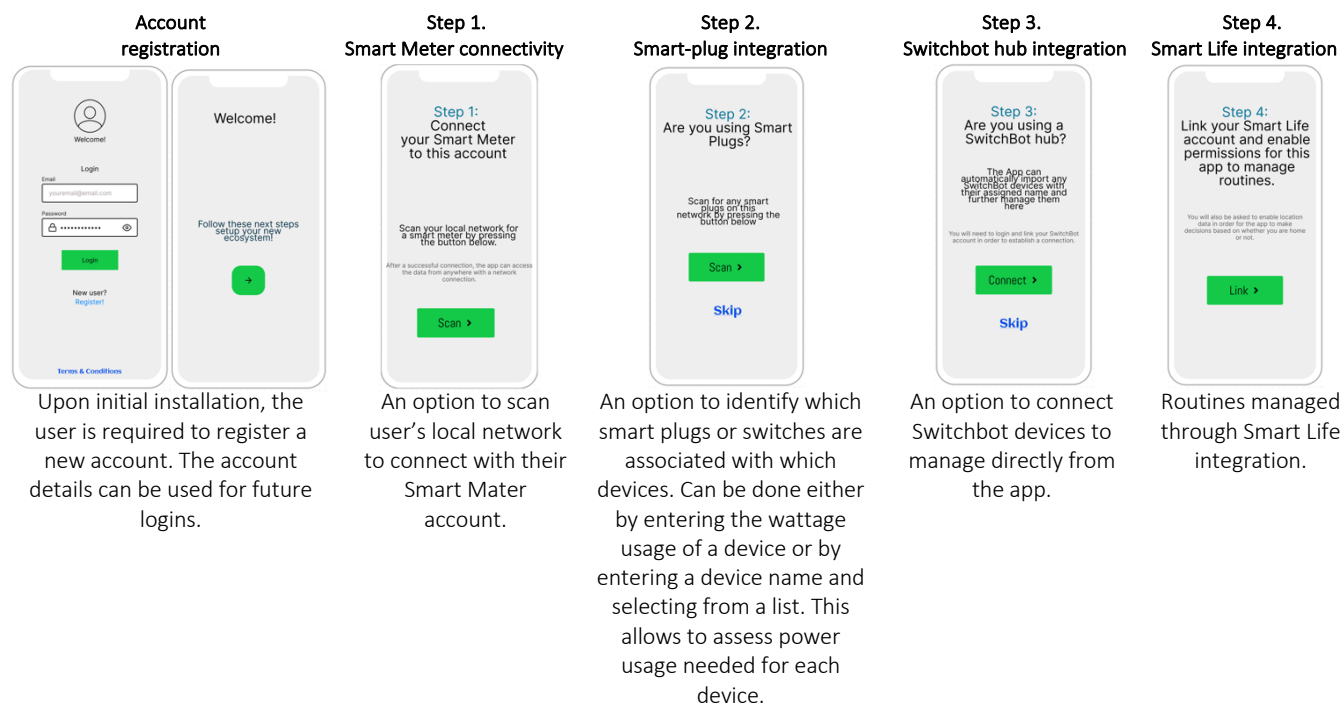 Account
registration
Welcome!
Login
Email
youremail@email.com
Password
••••••••••••
Login
New user?
Register!
Terms & Conditions
Welcome!
Follow these next steps
setup your new
ecosystem!
Upon initial installation, the
user is required to register a
new account. The account
details can be used for future
logins.
Step 1.
Smart Meter connectivity
Step 1:
Connect
your Smart Meter
to this account
Scan your local network for
a smart meter by pressing
the button below.
After a successful connection, the app can access
the data from anywhere with a network
connection.
Scan >
An option to scan
user’s local network
to connect with their
Smart Mater
account.
Step 2.
Smart-plug integration
Step 2:
Are you using Smart
Plugs?
Scan for any smart
plugs on this
network by pressing the
button below
Scan >
Skip
An option to identify which
smart plugs or switches are
associated with which
devices. Can be done either
by entering the wattage
usage of a device or by
entering a device name and
selecting from a list. This
allows to assess power
usage needed for each
device.
Step 3.
Switchbot hub integration
Step 3:
Are you using a
SwitchBot hub?
The App can
automatically import any
SwitchBot devices with
their assigned name and
further manage them
here
You will need to login and link your SwitchBot
account in order to establish a connection.
Connect >
Skip
An option to connect
Switchbot devices to
manage directly from
the app.
Step 4.
Smart Life integration
Step 4:
Link your Smart Life
account and enable
permissions for this
app to manage
routines.
You will also be asked to enable location
data in order for the app to make
decisions based on whether you are home
or not.
Link >
Routines managed
through Smart Life
integration.